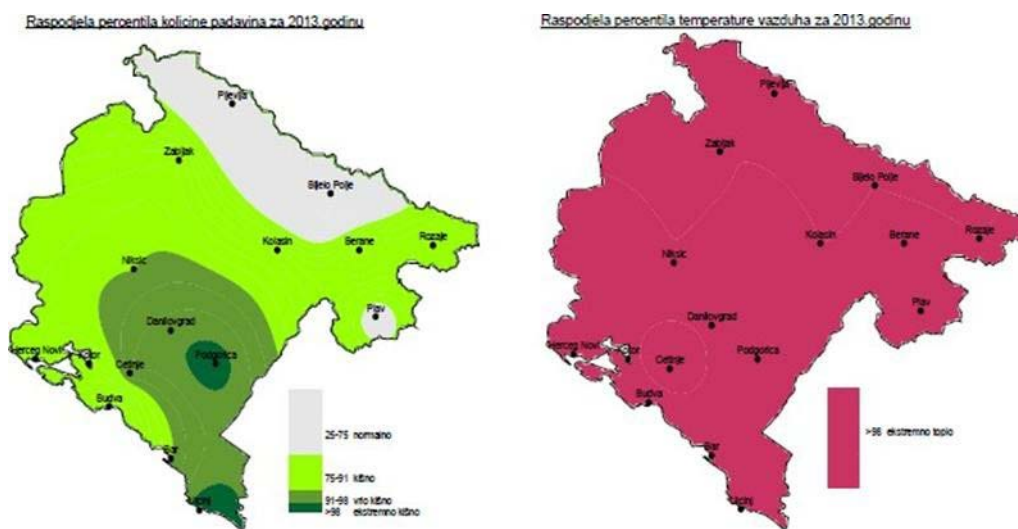 Raspodjela percentila kolicine padavina za 2013.godinu
Pljevlja
Zabljak
Bijelo Polje
Kolasin
Berane
Rozaje
Niksic
Plav
Danilovgrad
Herceg Novi
Kotor
Cetinje
Podgorica
Budva
Bar
Ulcinj
25-75 normalno
75-91 kišno
91-98 vrlo kišno
>98 ekstremno kišno
Raspodjela percentila temperature vazduha za 2013.godinu
Pljevlja
Zabljak
Bijelo Polje
Kolasin
Berane
Rozaje
Niksic
Plav
Danilovgrad
Herceg Novi
Kotor
Cetinje
Podgorica
Budva
Bar
Ulcinj
>98 ekstremno toplo